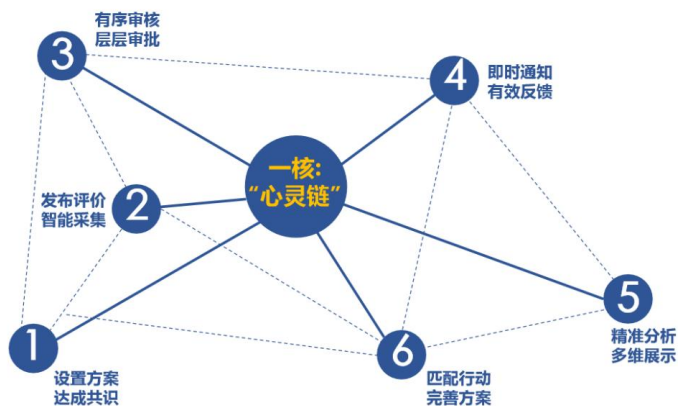 3
有序审核
层层审批
4
即时通知
有效反馈
一核:
“心灵链”
发布评价
智能采集
2
1
设置方案
达成共识
5
精准分析
多维展示
6
匹配行动
完善方案